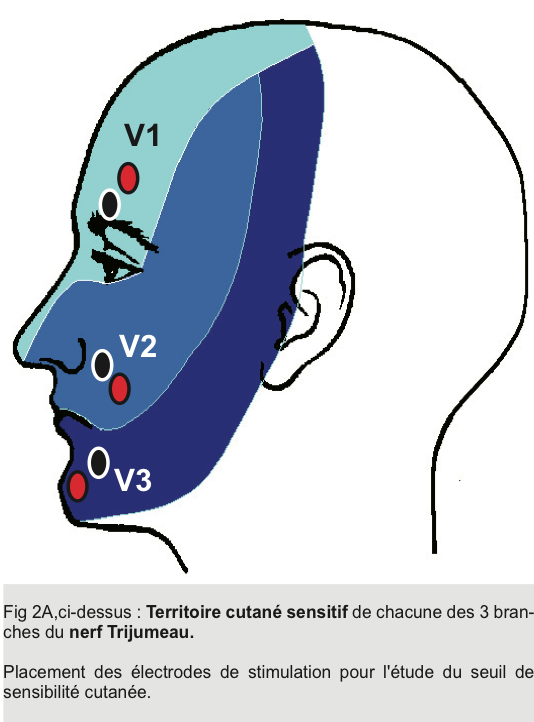 V1
V2
V3
Fig 2A,ci-dessus : Territoire cutané sensitif de chacune des 3 bran-
ches du nerf Trijumeau.
Placement des électrodes de stimulation pour l'étude du seuil de
sensibilité cutanée.